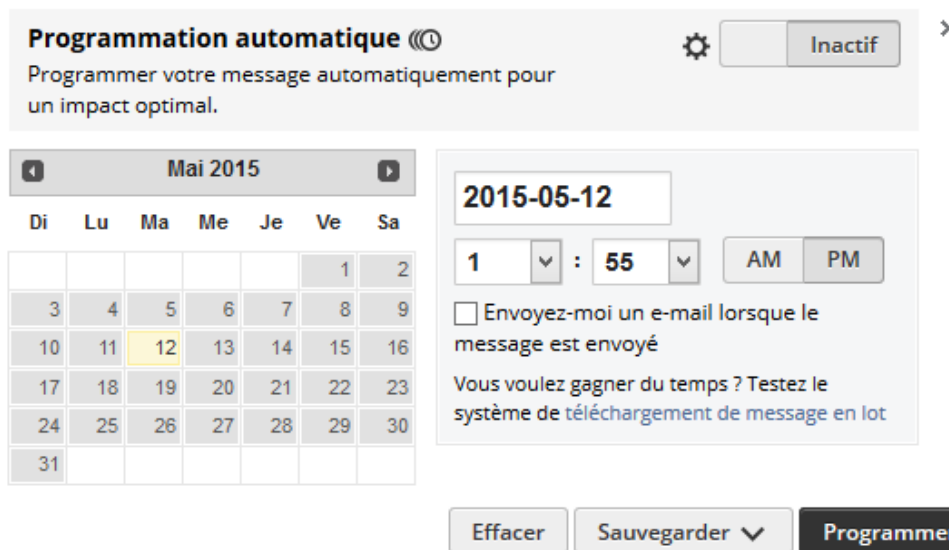 Programmation automatique
Inactif
Programmer votre message automatiquement pour
un impact optimal.
Mai 2015
Di Lu Ma Me Je Ve Sa
1 2
3 4 5 6 7 8 9
10 11 12 13 14 15 16
17 18 19 20 21 22 23
24 25 26 27 28 29 30
31
2015-05-12
1 : 55 AM PM
Envoyez-moi un e-mail lorsque le
message est envoyé
Vous voulez gagner du temps ? Testez le
système de téléchargement de message en lot
Effacer Sauvegarder Programme